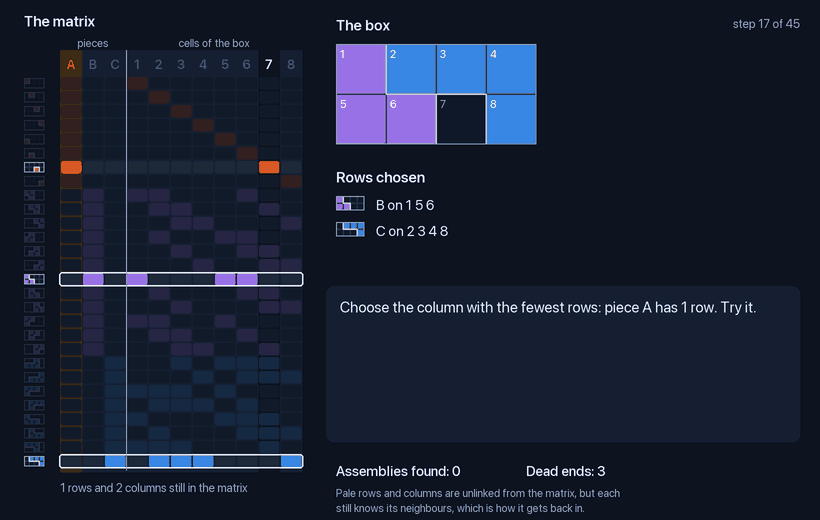 The matrix
pieces
cells of the box
A B C 1 2 3 4 5 6 7 8
1 rows and 2 columns still in the matrix
The box
step 17 of 45
1 2 3 4
5 6 7 8
Rows chosen
B on 1 5 6
C on 2 3 4 8
Choose the column with the fewest rows: piece A has 1 row. Try it.
Assemblies found: 0
Dead ends: 3
Pale rows and columns are unlinked from the matrix, but each
still knows its neighbours, which is how it gets back in.